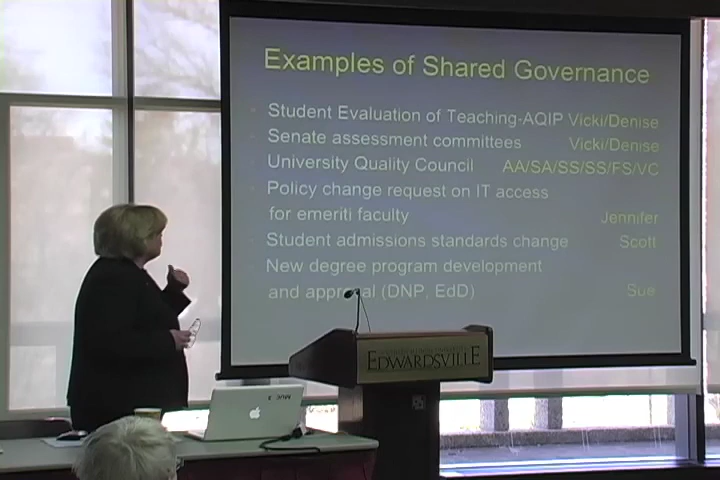 Examples of Shared Governance
Student Evaluation of Teaching-AQIP Vicki/Denise
Senate assessment committees Vicki/Denise
University Quality Council AA/SA/SS/SS/FS/VC
Policy change request on IT access
for emeriti faculty Jennifer
Student admissions standards change Scott
New degree program development
and approval (DNP, EdD) Sue
EDWARDSVILLE